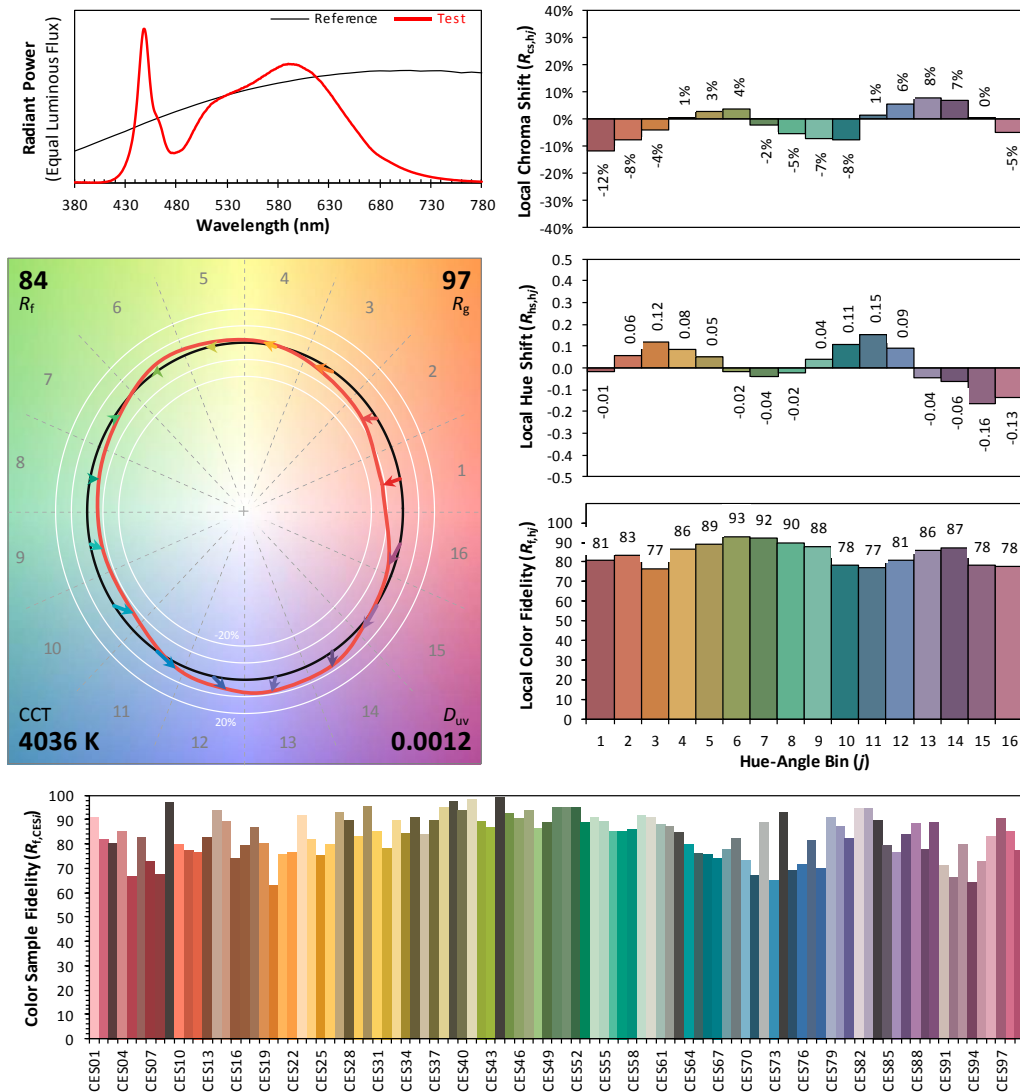 Radiant Power
(Equal Luminous Flux)
Reference
Test
380 430 480 530 580 630 680 730 780
Wavelength (nm)
Local Chroma Shift (Rcs,hj)
40%
30%
20%
10%
0%
-10%
-20%
-30%
-40%
-12% -8% -4% 1% 3% 4% -2% -5% -7% -8% 1% 6% 8% 7% 0% -5%
84
Rf
97
Rg
1 2 3 4 5 6 7 8 9 10 11 12 13 14 15 16
-20%
20%
CCT
4036 K
Duv
0.0012
Local Hue Shift (Rhs,hj)
0.5
0.4
0.3
0.2
0.1
0.0
-0.1
-0.2
-0.3
-0.4
-0.5
-0.01 0.06 0.12 0.08 0.05 -0.02 -0.04 -0.02 0.04 0.11 0.15 0.09 -0.04 -0.06 -0.16 -0.13
Local Color Fidelity (Rf,hj)
100
90
80
70
60
50
40
30
20
10
0
81 83 77 86 89 93 92 90 88 78 77 81 86 87 78 78
1 2 3 4 5 6 7 8 9 10 11 12 13 14 15 16
Hue-Angle Bin (j)
Color Sample Fidelity (Rf,CESi)
100
90
80
70
60
50
40
30
20
10
0
CES01 CES04 CES07 CES10 CES13 CES16 CES19 CES22 CES25 CES28 CES31 CES34 CES37 CES40 CES43 CES46 CES49 CES52 CES55 CES58 CES61 CES64 CES67 CES70 CES73 CES76 CES79 CES82 CES85 CES88 CES91 CES94 CES97